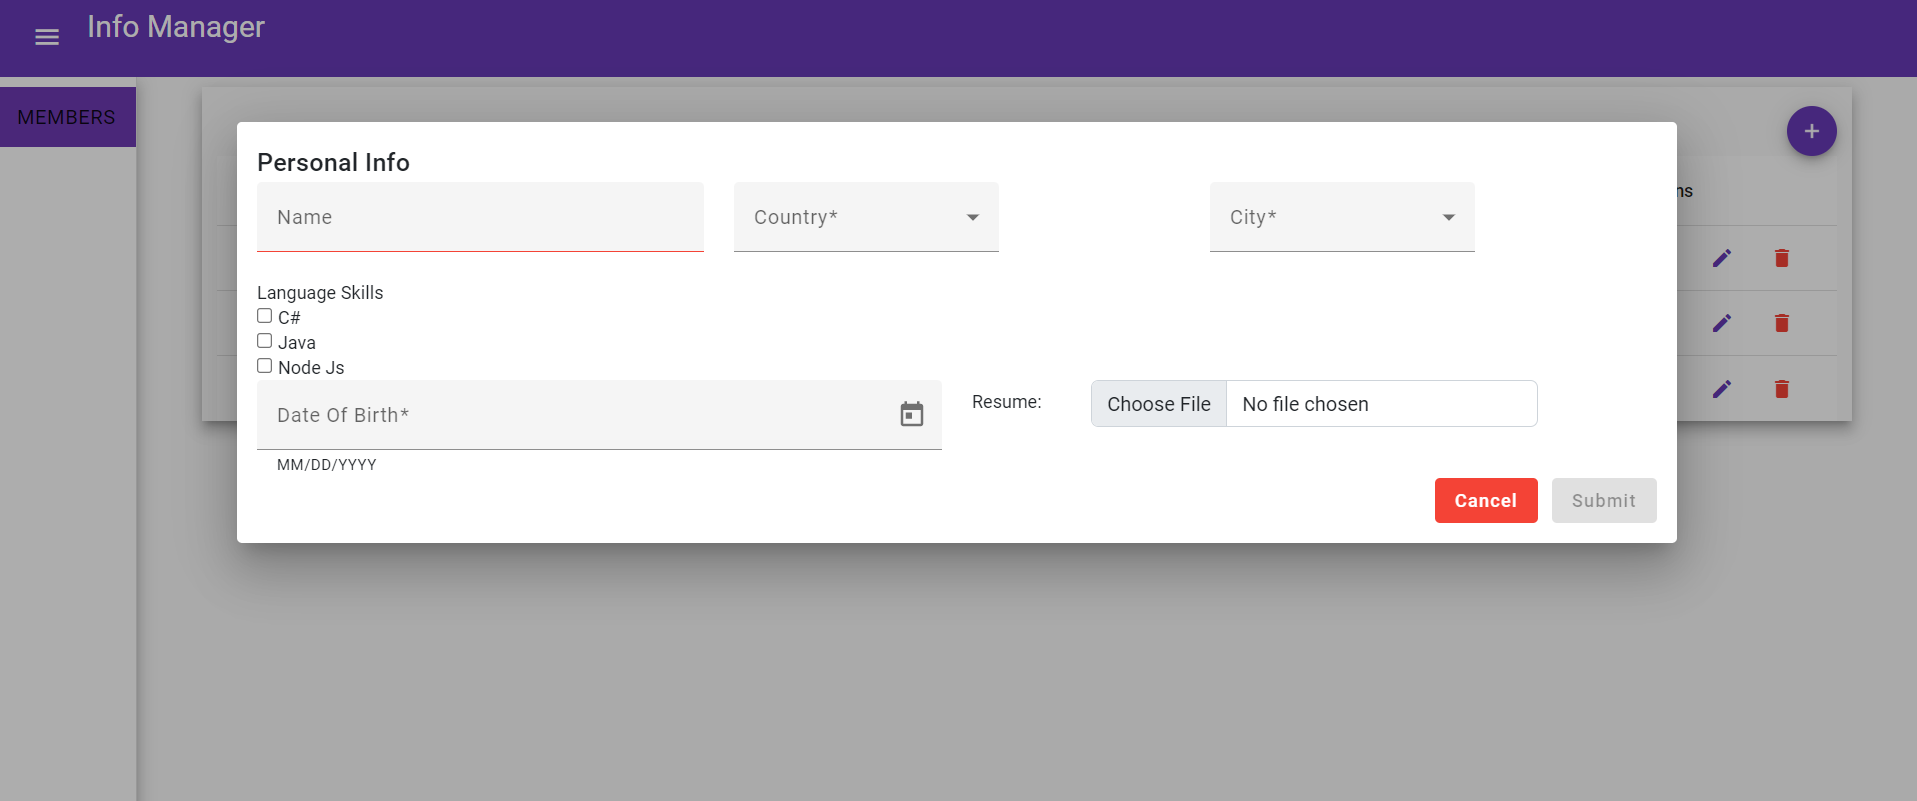 Info Manager
MEMBERS
Personal Info
Name
Country*
City*
ns
Language Skills
C#
Java
Node Js
Date Of Birth*
Resume:
Choose File
No file chosen
MM/DD/YYYY
Cancel
Submit